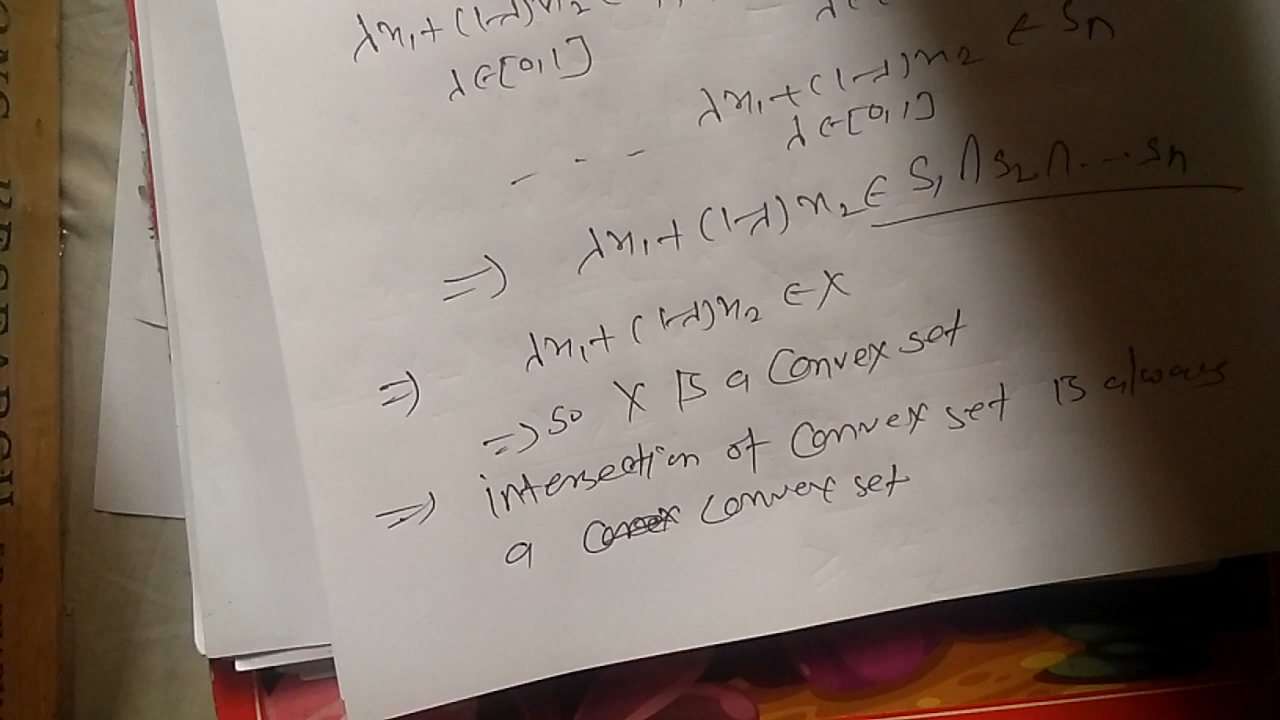 λx₁+(1-λ)x₂
λ∈[0,1]
λx₁+(1-λ)x₂ ∈ Sn
λ∈[0,1]
- - -
=> λx₁+(1-λ)x₂ ∈ S₁∩S₂∩...Sn
=> λx₁+(1-λ)x₂ ∈X
=> So X is a Convex set
=> intersection of Convex set is always
a convex set